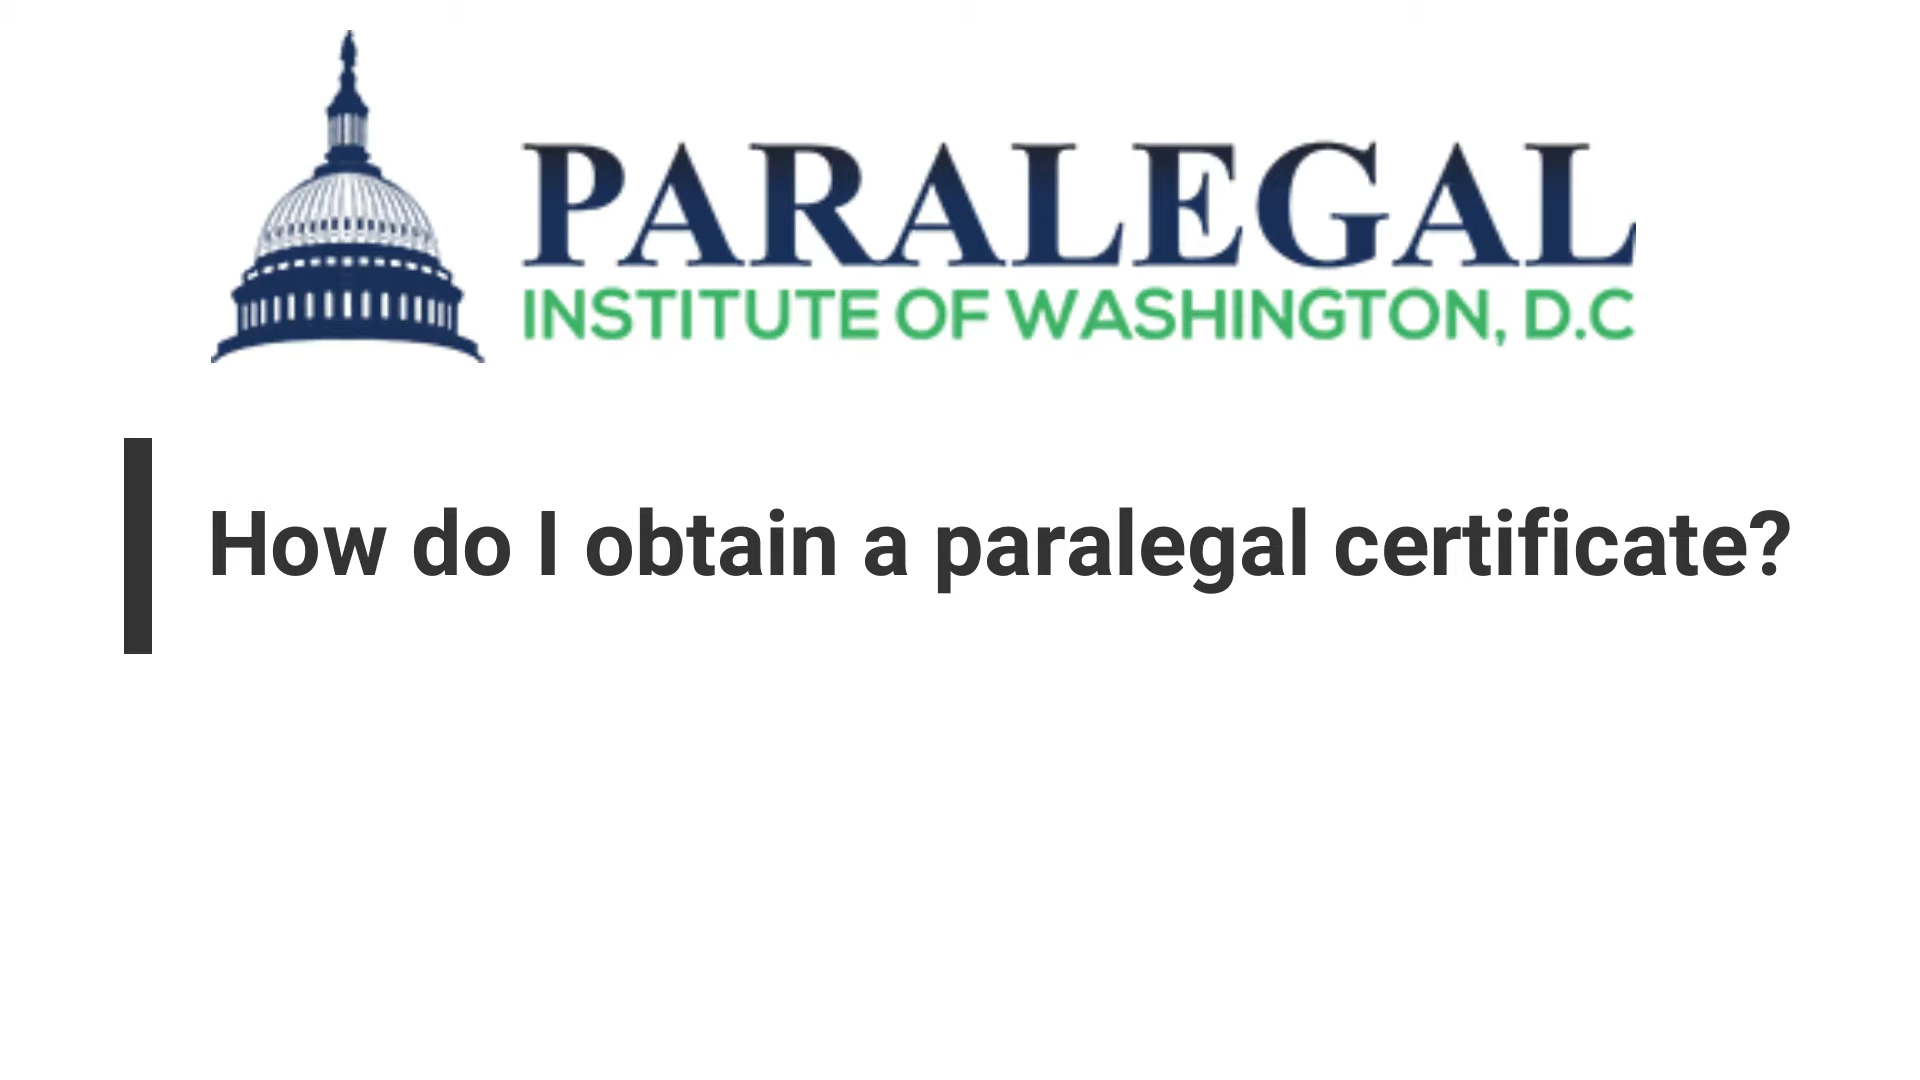 PARALEGAL
INSTITUTE OF WASHINGTON, D.C
How do I obtain a paralegal certificate?